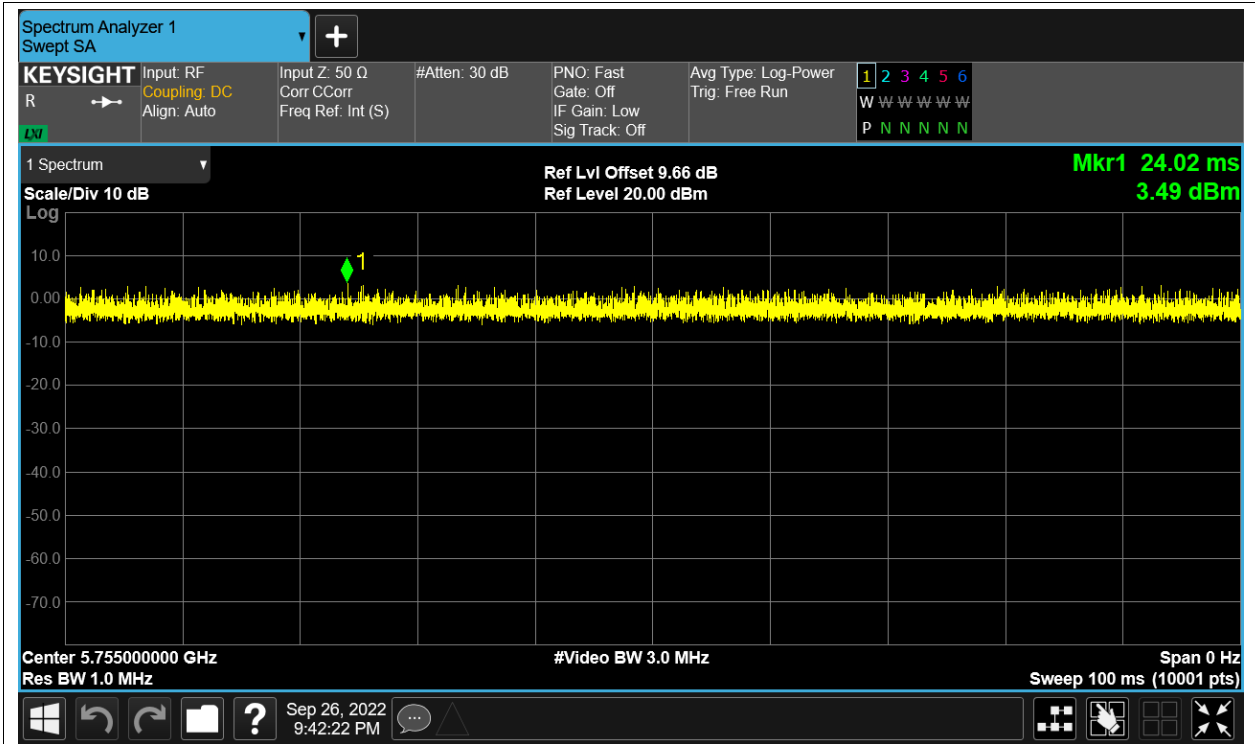 Spectrum Analyzer 1
Swept SA
KEYSIGHT
R
LXI
Input: RF
Coupling: DC
Align: Auto
Input Z: 50 Ω
Corr CCorr
Freq Ref: Int (S)
#Atten: 30 dB
PNO: Fast
Gate: Off
IF Gain: Low
Sig Track: Off
Avg Type: Log-Power
Trig: Free Run
1 2 3 4 5 6
W W W W W W
P N N N N N
1 Spectrum
Scale/Div 10 dB
Ref Lvl Offset 9.66 dB
Ref Level 20.00 dBm
Mkr1 24.02 ms
3.49 dBm
Log
10.0
1
0.00
-10.0
-20.0
-30.0
-40.0
-50.0
-60.0
-70.0
Center 5.755000000 GHz
Res BW 1.0 MHz
#Video BW 3.0 MHz
Span 0 Hz
Sweep 100 ms (10001 pts)
?
Sep 26, 2022
9:42:22 PM